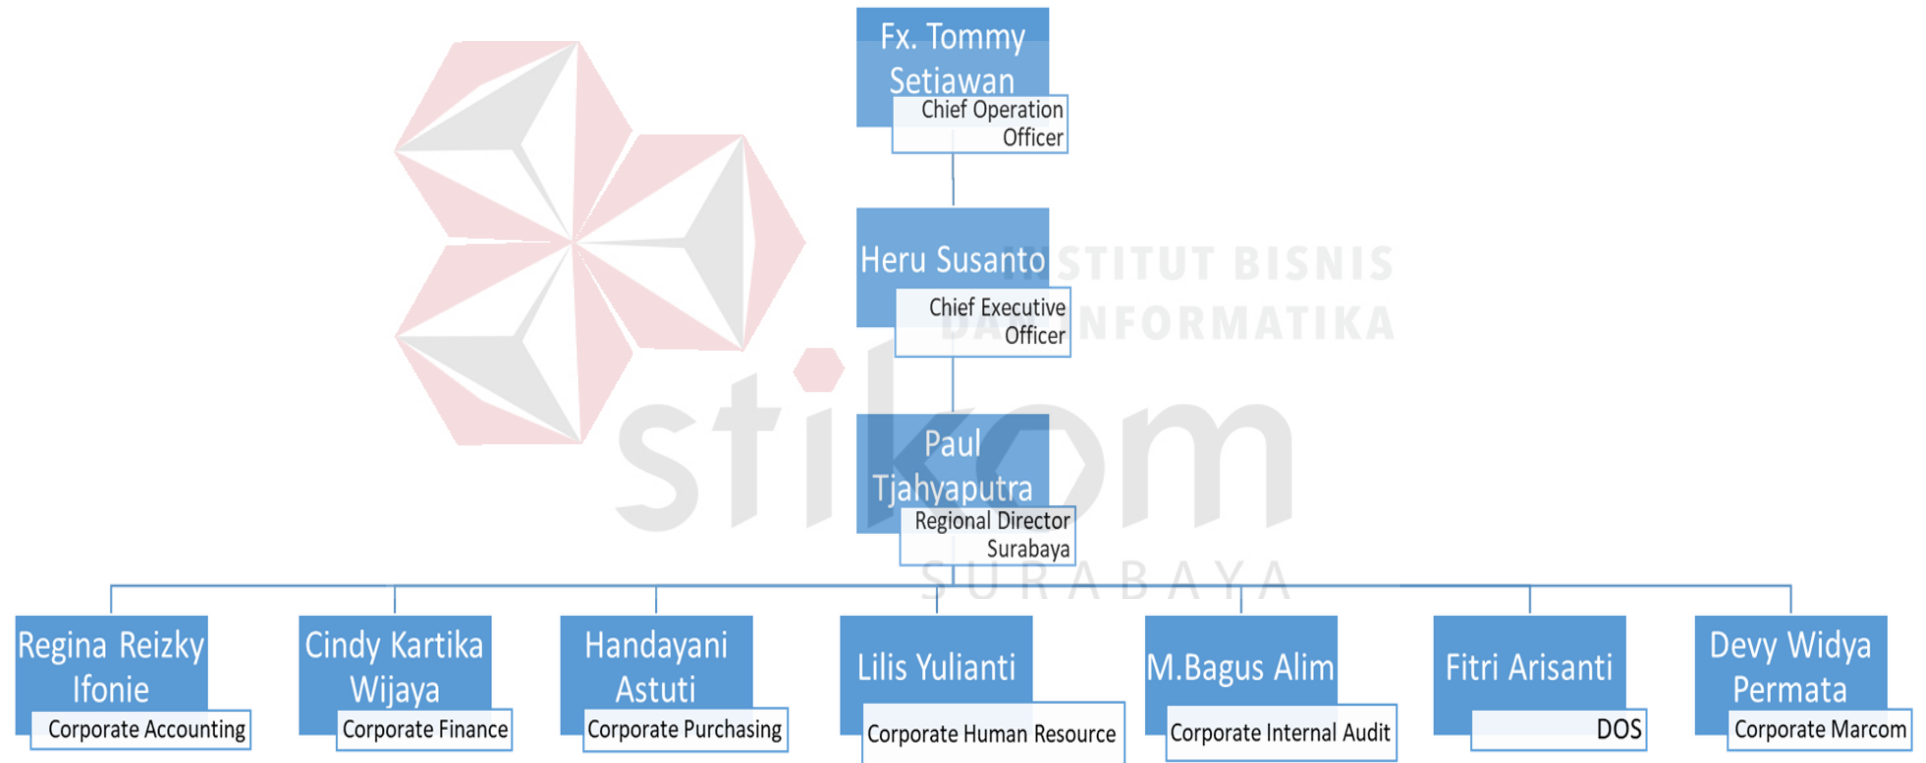 Fx. Tommy
Setiawan
Chief Operation
Officer
Heru Susanto
Chief Executive
Officer
INSTITUT BISNIS
DAN INFORMATIKA
stikom
SURABAYA
Paul
Tjahyaputra
Regional Director
Surabaya
Regina Reizky
Ifonie
Corporate Accounting
Cindy Kartika
Wijaya
Corporate Finance
Handayani
Astuti
Corporate Purchasing
Lilis Yulianti
Corporate Human Resource
M.Bagus Alim
Corporate Internal Audit
Fitri Arisanti
DOS
Devy Widya
Permata
Corporate Marcom